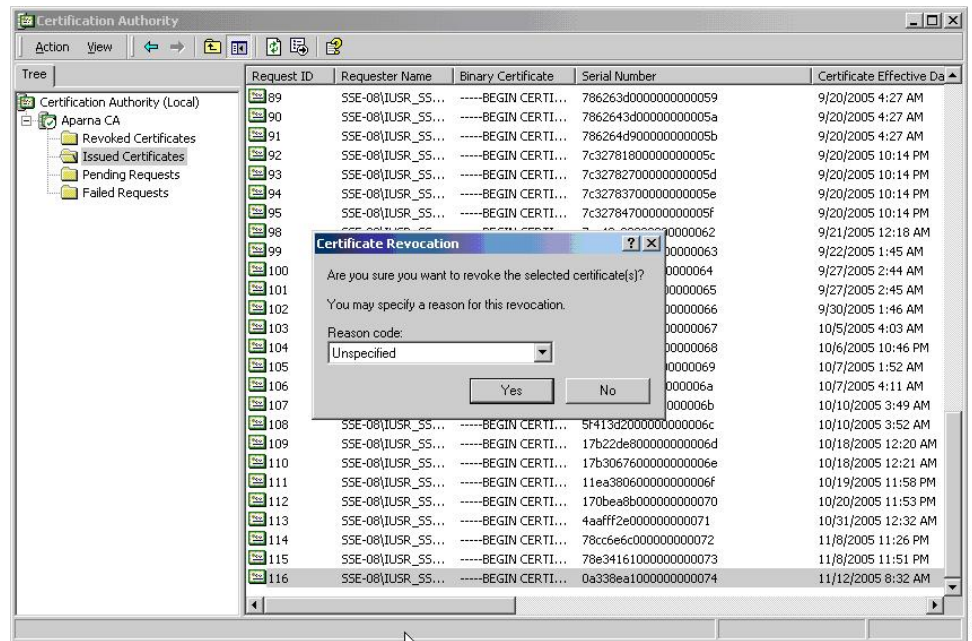 Certification Authority
Action View
Tree
Certification Authority (Local)
Aparna CA
Revoked Certificates
Issued Certificates
Pending Requests
Failed Requests
Request ID Requester Name Binary Certificate Serial Number Certificate Effective Da
89 SSE-08\IUSR_SS... -----BEGIN CERTI... 786263d0000000000059 9/20/2005 4:27 AM
90 SSE-08\IUSR_SS... -----BEGIN CERTI... 7862643d00000000005a 9/20/2005 4:27 AM
91 SSE-08\IUSR_SS... -----BEGIN CERTI... 786264d900000000005b 9/20/2005 4:27 AM
92 SSE-08\IUSR_SS... -----BEGIN CERTI... 7c32781800000000005c 9/20/2005 10:14 PM
93 SSE-08\IUSR_SS... -----BEGIN CERTI... 7c32782700000000005d 9/20/2005 10:14 PM
94 SSE-08\IUSR_SS... -----BEGIN CERTI... 7c32783700000000005e 9/20/2005 10:14 PM
95 SSE-08\IUSR_SS... -----BEGIN CERTI... 7c32784700000000005f 9/20/2005 10:14 PM
98 9/21/2005 12:18 AM
99 9/22/2005 1:45 AM
100 9/27/2005 2:44 AM
101 9/27/2005 2:45 AM
102 9/30/2005 1:46 AM
103 10/5/2005 4:03 AM
104 10/6/2005 10:46 PM
105 10/7/2005 1:52 AM
106 10/7/2005 4:11 AM
107 10/10/2005 3:49 AM
108 SSE-08\IUSR_SS... -----BEGIN CERTI... 5f413d2000000000006c 10/10/2005 3:52 AM
109 SSE-08\IUSR_SS... -----BEGIN CERTI... 17b22de800000000006d 10/18/2005 12:20 AM
110 SSE-08\IUSR_SS... -----BEGIN CERTI... 17b3067600000000006e 10/18/2005 12:21 AM
111 SSE-08\IUSR_SS... -----BEGIN CERTI... 11ea380600000000006f 10/19/2005 11:58 PM
112 SSE-08\IUSR_SS... -----BEGIN CERTI... 170bea8b000000000070 10/20/2005 11:53 PM
113 SSE-08\IUSR_SS... -----BEGIN CERTI... 4aafff2e000000000071 10/31/2005 12:32 AM
114 SSE-08\IUSR_SS... -----BEGIN CERTI... 78cc6e6c000000000072 11/8/2005 11:26 PM
115 SSE-08\IUSR_SS... -----BEGIN CERTI... 78e34161000000000073 11/8/2005 11:51 PM
116 SSE-08\IUSR_SS... -----BEGIN CERTI... 0a338ea1000000000074 11/12/2005 8:32 AM
Certificate Revocation
Are you sure you want to revoke the selected certificate(s)?
You may specify a reason for this revocation.
Reason code:
Unspecified
Yes No